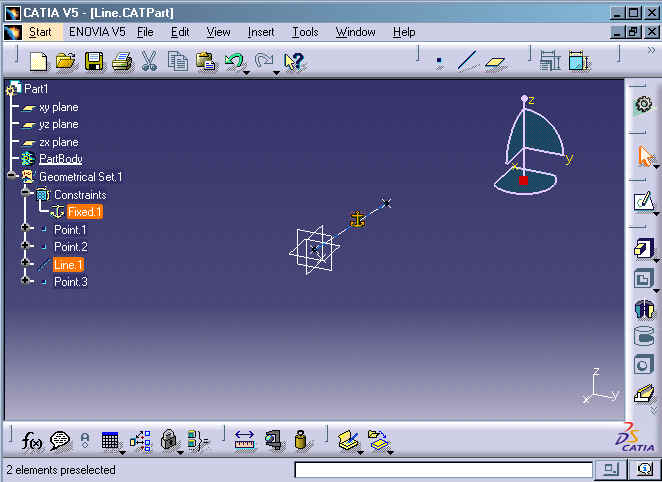 CATIA V5 - [Line.CATPart]
Start ENOVIA V5 File Edit View Insert Tools Window Help
Part1
xy plane
yz plane
zx plane
PartBody
Geometrical Set.1
Constraints
Fixed.1
Point.1
Point.2
Line.1
Point.3
z
y
x
z
y
x
f(x)
DS
CATIA
2 elements preselected